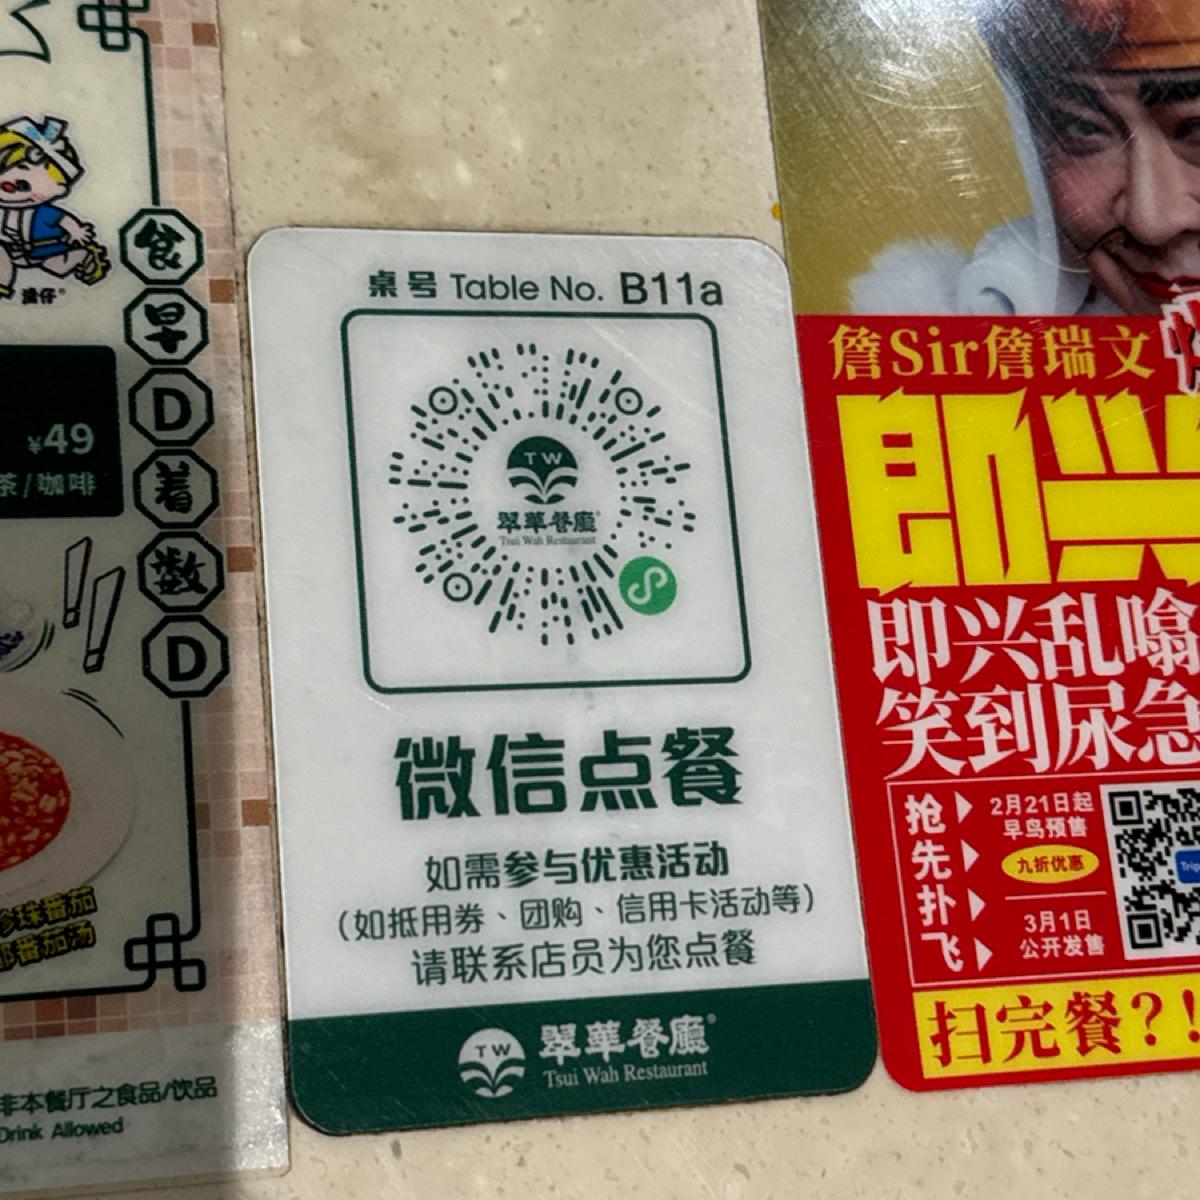 渔仔®
¥49
茶/咖啡
食
早
D
着
数
D
珍珠番茄
那番茄汤
非本餐厅之食品/饮品
Drink Allowed
桌号 Table No. B11a
TW
翠華餐廳®
Tsui Wah Restaurant
微信点餐
如需参与优惠活动
(如抵用券、团购、信用卡活动等)
请联系店员为您点餐
TW
翠華餐廳®
Tsui Wah Restaurant
詹Sir詹瑞文
即兴
即兴乱噏
笑到尿急
抢先扑飞
2月21日起
早鸟预售
九折优惠
3月1日
公开发售
Trip
扫完餐?!